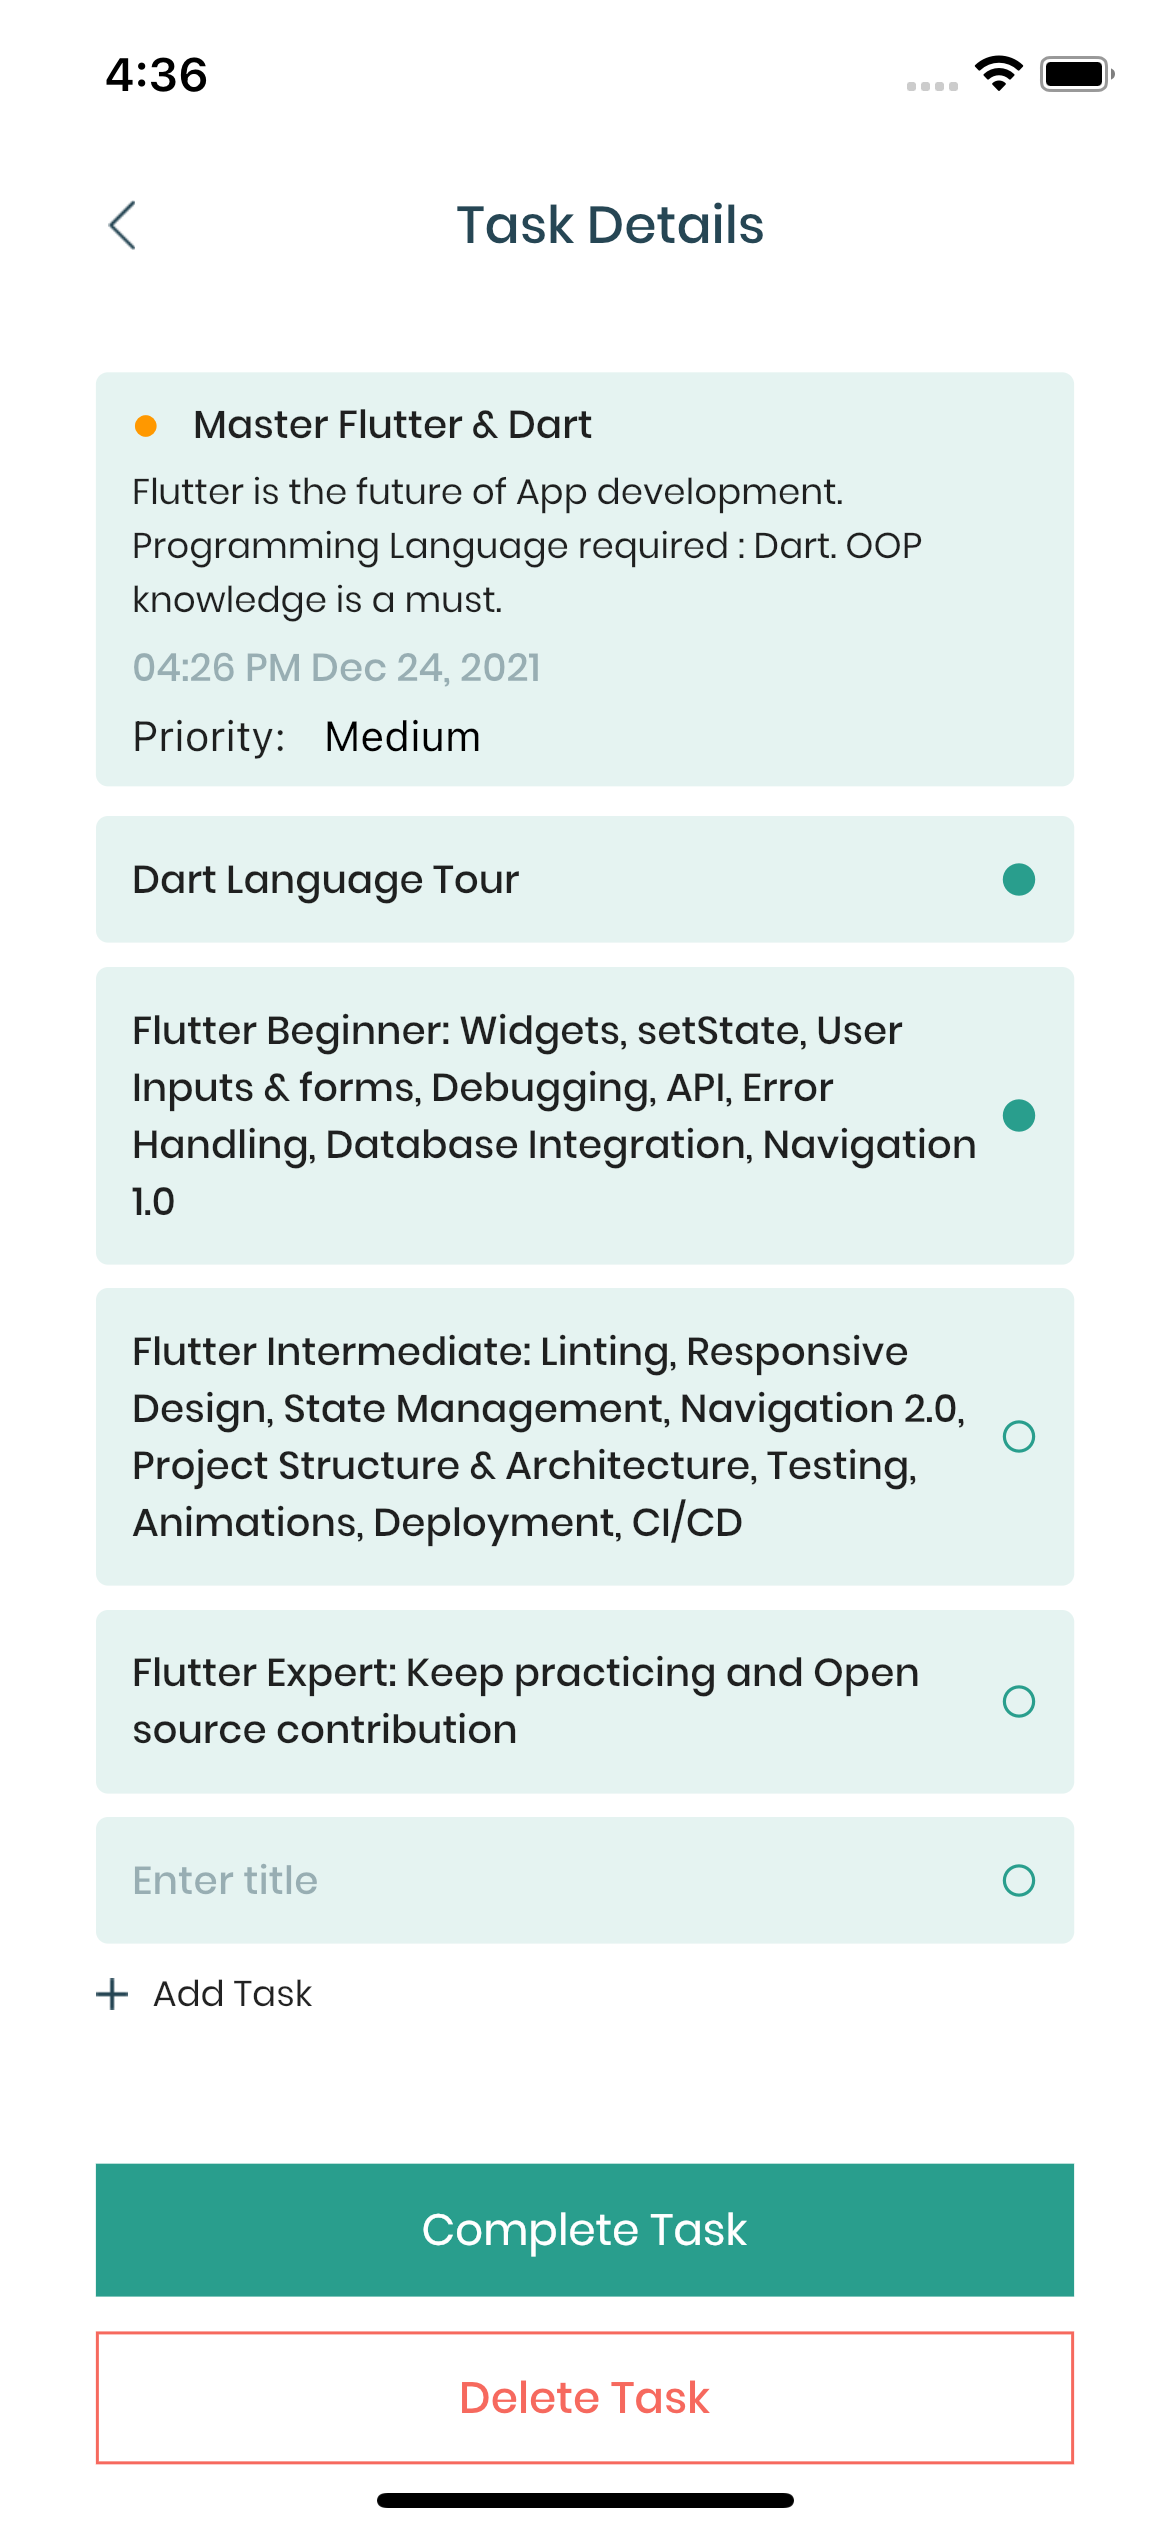 4:36
Task Details
Master Flutter & Dart
Flutter is the future of App development.
Programming Language required : Dart. OOP
knowledge is a must.
04:26 PM Dec 24, 2021
Priority: Medium
Dart Language Tour
Flutter Beginner: Widgets, setState, User
Inputs & forms, Debugging, API, Error
Handling, Database Integration, Navigation
1.0
Flutter Intermediate: Linting, Responsive
Design, State Management, Navigation 2.0,
Project Structure & Architecture, Testing,
Animations, Deployment, CI/CD
Flutter Expert: Keep practicing and Open
source contribution
Enter title
Add Task
Complete Task
Delete Task